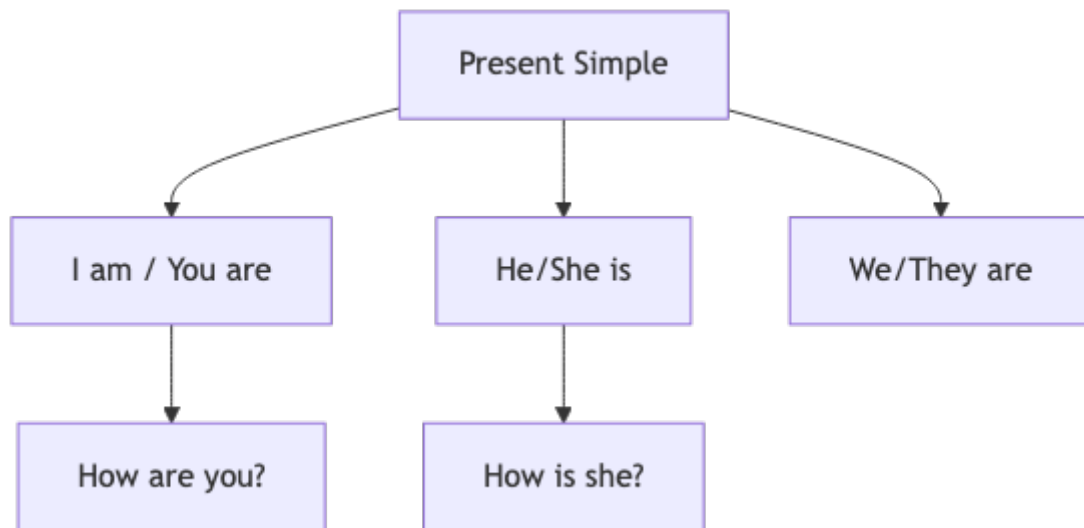 Present Simple
I am / You are
He/She is
We/They are
How are you?
How is she?